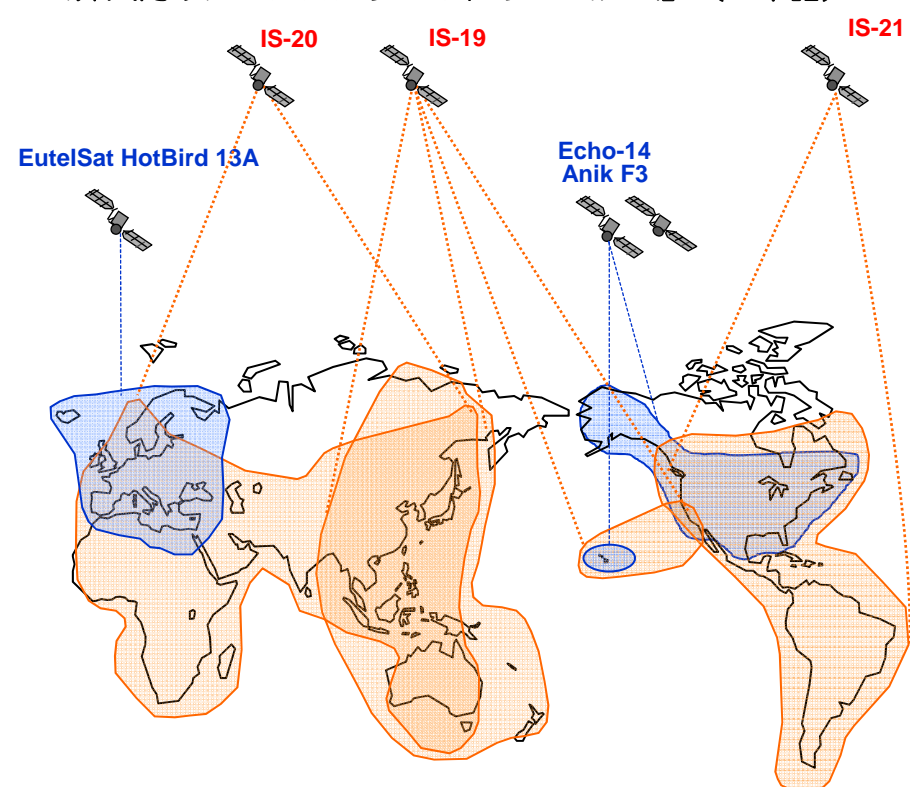 IS-20
IS-19
IS-21
EutelSat HotBird 13A
Echo-14
Anik F3